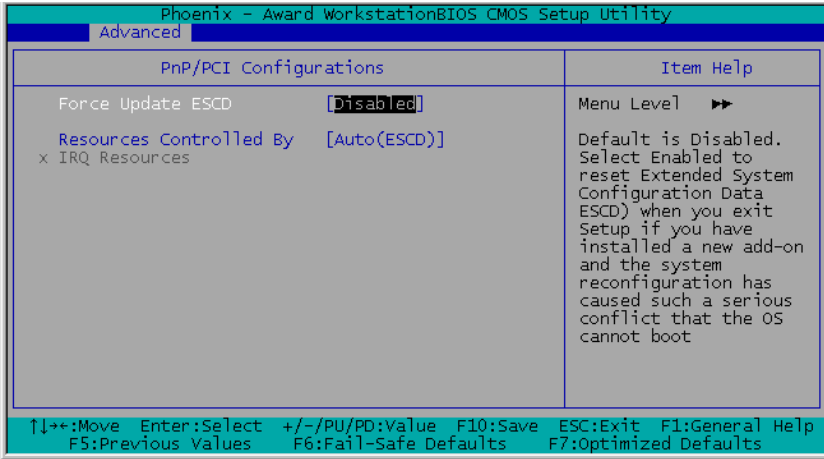 Phoenix - Award WorkstationBIOS CMOS Setup Utility
Advanced
PnP/PCI Configurations
Force Update ESCD [Disabled]
Resources Controlled By [Auto(ESCD)]
x IRQ Resources
Item Help
Menu Level ▶▶
Default is Disabled.
Select Enabled to
reset Extended System
Configuration Data
ESCD) when you exit
Setup if you have
installed a new add-on
and the system
reconfiguration has
caused such a serious
conflict that the OS
cannot boot
↑↓→←:Move Enter:Select +/-/PU/PD:Value F10:Save ESC:Exit F1:General Help
F5:Previous Values F6:Fail-Safe Defaults F7:Optimized Defaults